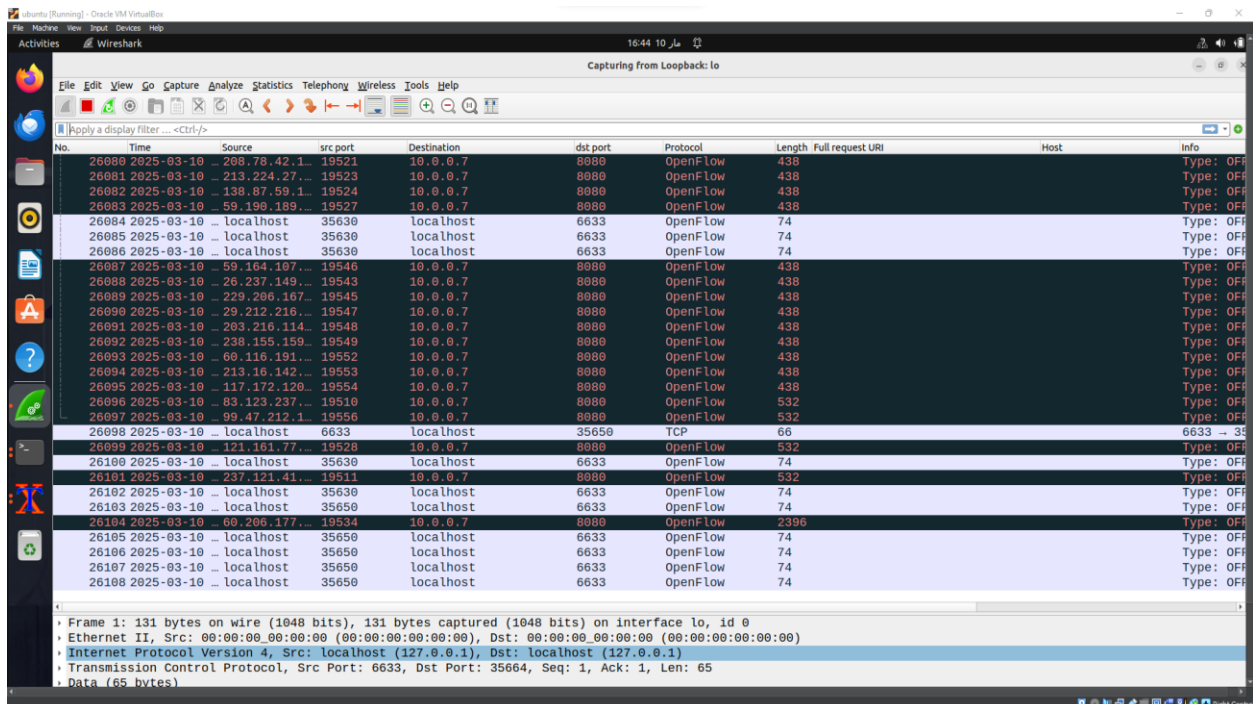 ubuntu [Running] - Oracle VM VirtualBox
File Machine View Input Devices Help
Activities Wireshark 16:44 10 مار
Capturing from Loopback: lo
File Edit View Go Capture Analyze Statistics Telephony Wireless Tools Help
Apply a display filter ... <Ctrl-/>
No. Time Source src port Destination dst port Protocol Length Full request URI Host Info
26080 2025-03-10 … 208.78.42.1… 19521 10.0.0.7 8080 OpenFlow 438 Type: OFF
26081 2025-03-10 … 213.224.27.… 19523 10.0.0.7 8080 OpenFlow 438 Type: OFF
26082 2025-03-10 … 138.87.59.1… 19524 10.0.0.7 8080 OpenFlow 438 Type: OFF
26083 2025-03-10 … 59.190.189.… 19527 10.0.0.7 8080 OpenFlow 438 Type: OFF
26084 2025-03-10 … localhost 35630 localhost 6633 OpenFlow 74 Type: OFF
26085 2025-03-10 … localhost 35630 localhost 6633 OpenFlow 74 Type: OFF
26086 2025-03-10 … localhost 35630 localhost 6633 OpenFlow 74 Type: OFF
26087 2025-03-10 … 59.164.107.… 19546 10.0.0.7 8080 OpenFlow 438 Type: OFF
26088 2025-03-10 … 26.237.149.… 19543 10.0.0.7 8080 OpenFlow 438 Type: OFF
26089 2025-03-10 … 229.206.167… 19545 10.0.0.7 8080 OpenFlow 438 Type: OFF
26090 2025-03-10 … 29.212.216.… 19547 10.0.0.7 8080 OpenFlow 438 Type: OFF
26091 2025-03-10 … 203.216.114… 19548 10.0.0.7 8080 OpenFlow 438 Type: OFF
26092 2025-03-10 … 238.155.159… 19549 10.0.0.7 8080 OpenFlow 438 Type: OFF
26093 2025-03-10 … 60.116.191.… 19552 10.0.0.7 8080 OpenFlow 438 Type: OFF
26094 2025-03-10 … 213.16.142.… 19553 10.0.0.7 8080 OpenFlow 438 Type: OFF
26095 2025-03-10 … 117.172.120… 19554 10.0.0.7 8080 OpenFlow 438 Type: OFF
26096 2025-03-10 … 83.123.237.… 19510 10.0.0.7 8080 OpenFlow 532 Type: OFF
26097 2025-03-10 … 99.47.212.1… 19556 10.0.0.7 8080 OpenFlow 532 Type: OFF
26098 2025-03-10 … localhost 6633 localhost 35650 TCP 66 6633 → 35
26099 2025-03-10 … 121.161.77.… 19528 10.0.0.7 8080 OpenFlow 532 Type: OFF
26100 2025-03-10 … localhost 35630 localhost 6633 OpenFlow 74 Type: OFF
26101 2025-03-10 … 237.121.41.… 19511 10.0.0.7 8080 OpenFlow 532 Type: OFF
26102 2025-03-10 … localhost 35630 localhost 6633 OpenFlow 74 Type: OFF
26103 2025-03-10 … localhost 35650 localhost 6633 OpenFlow 74 Type: OFF
26104 2025-03-10 … 60.206.177.… 19534 10.0.0.7 8080 OpenFlow 2396 Type: OFF
26105 2025-03-10 … localhost 35650 localhost 6633 OpenFlow 74 Type: OFF
26106 2025-03-10 … localhost 35650 localhost 6633 OpenFlow 74 Type: OFF
26107 2025-03-10 … localhost 35650 localhost 6633 OpenFlow 74 Type: OFF
26108 2025-03-10 … localhost 35650 localhost 6633 OpenFlow 74 Type: OFF
Frame 1: 131 bytes on wire (1048 bits), 131 bytes captured (1048 bits) on interface lo, id 0
Ethernet II, Src: 00:00:00_00:00:00 (00:00:00:00:00:00), Dst: 00:00:00_00:00:00 (00:00:00:00:00:00)
Internet Protocol Version 4, Src: localhost (127.0.0.1), Dst: localhost (127.0.0.1)
Transmission Control Protocol, Src Port: 6633, Dst Port: 35664, Seq: 1, Ack: 1, Len: 65
Data (65 bytes)